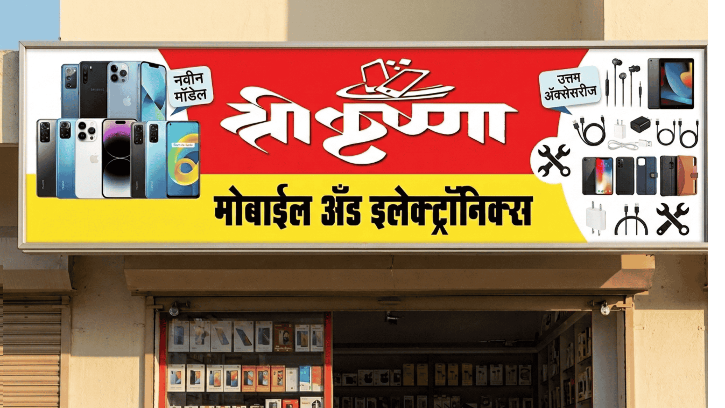 नवीन
मॉडेल
श्रीकृष्णा
उत्तम
ॲक्सेसरीज
मोबाईल अँड इलेक्ट्रॉनिक्स